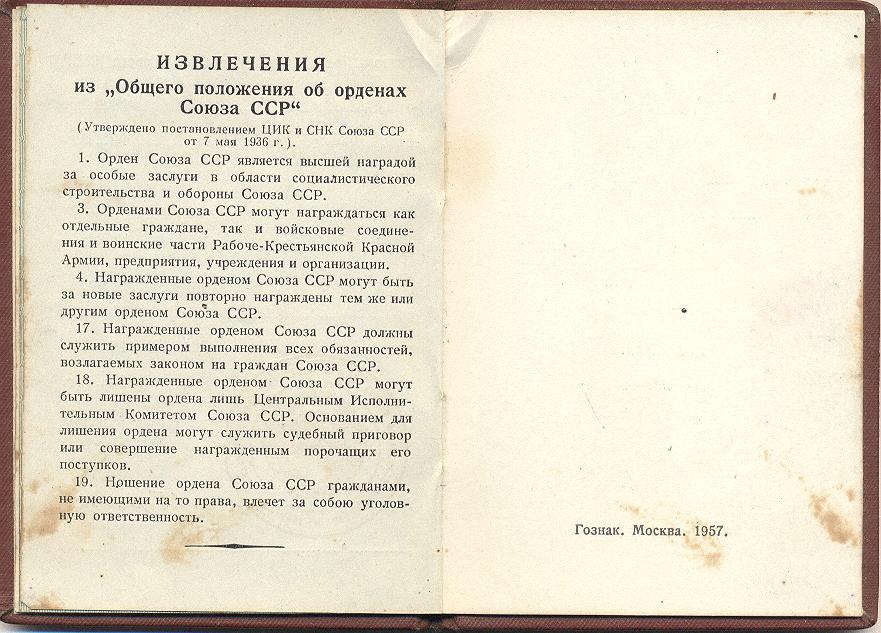 ИЗВЛЕЧЕНИЯ
из „Общего положения об орденах
Союза ССР“
(Утверждено постановлением ЦИК и СНК Союза ССР
от 7 мая 1936 г.).
1. Орден Союза ССР является высшей наградой
за особые заслуги в области социалистического
строительства и обороны Союза ССР.
3. Орденами Союза ССР могут награждаться как
отдельные граждане, так и войсковые соедине-
ния и воинские части Рабоче-Крестьянской Красной
Армии, предприятия, учреждения и организации.
4. Награжденные орденом Союза ССР могут быть
за новые заслуги повторно награждены тем же или
другим орденом Союза ССР.
17. Награжденные орденом Союза ССР должны
служить примером выполнения всех обязанностей,
возлагаемых законом на граждан Союза ССР.
18. Награжденные орденом Союза ССР могут
быть лишены ордена лишь Центральным Исполни-
тельным Комитетом Союза ССР. Основанием для
лишения ордена могут служить судебный приговор
или совершение награжденным порочащих его
поступков.
19. Ношение ордена Союза ССР гражданами,
не имеющими на то права, влечет за собою уголов-
ную ответственность.
Гознак. Москва. 1957.